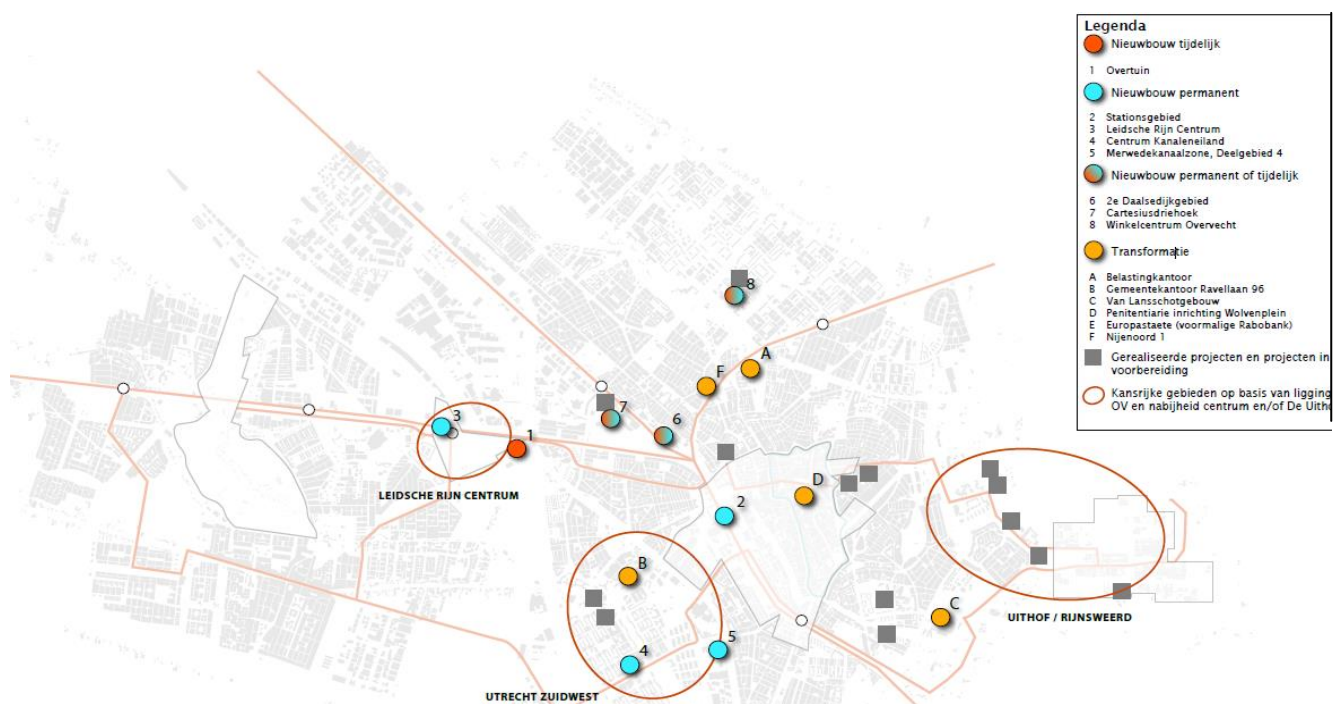 Legenda
Nieuwbouw tijdelijk
1 Overtuin
Nieuwbouw permanent
2 Stationsgebied
3 Leidsche Rijn Centrum
4 Centrum Kanaleneiland
5 Merwedekanaalzone, Deelgebied 4
Nieuwbouw permanent of tijdelijk
6 2e Daalsedijkgebied
7 Cartesiusdriehoek
8 Winkelcentrum Overvecht
Transformatie
A Belastingkantoor
B Gemeentekantoor Ravellaan 96
C Van Lansschotgebouw
D Penitentiarie inrichting Wolvenplein
E Europastaete (voormalige Rabobank)
F Nijenoord 1
Gerealiseerde projecten en projecten in
voorbereiding
Kansrijke gebieden op basis van ligging
OV en nabijheid centrum en/of De Uitho
8
A
F
3
7
6
1
LEIDSCHE RIJN CENTRUM
D
2
B
C
UITHOF / RIJNSWEERD
5
4
UTRECHT ZUIDWEST